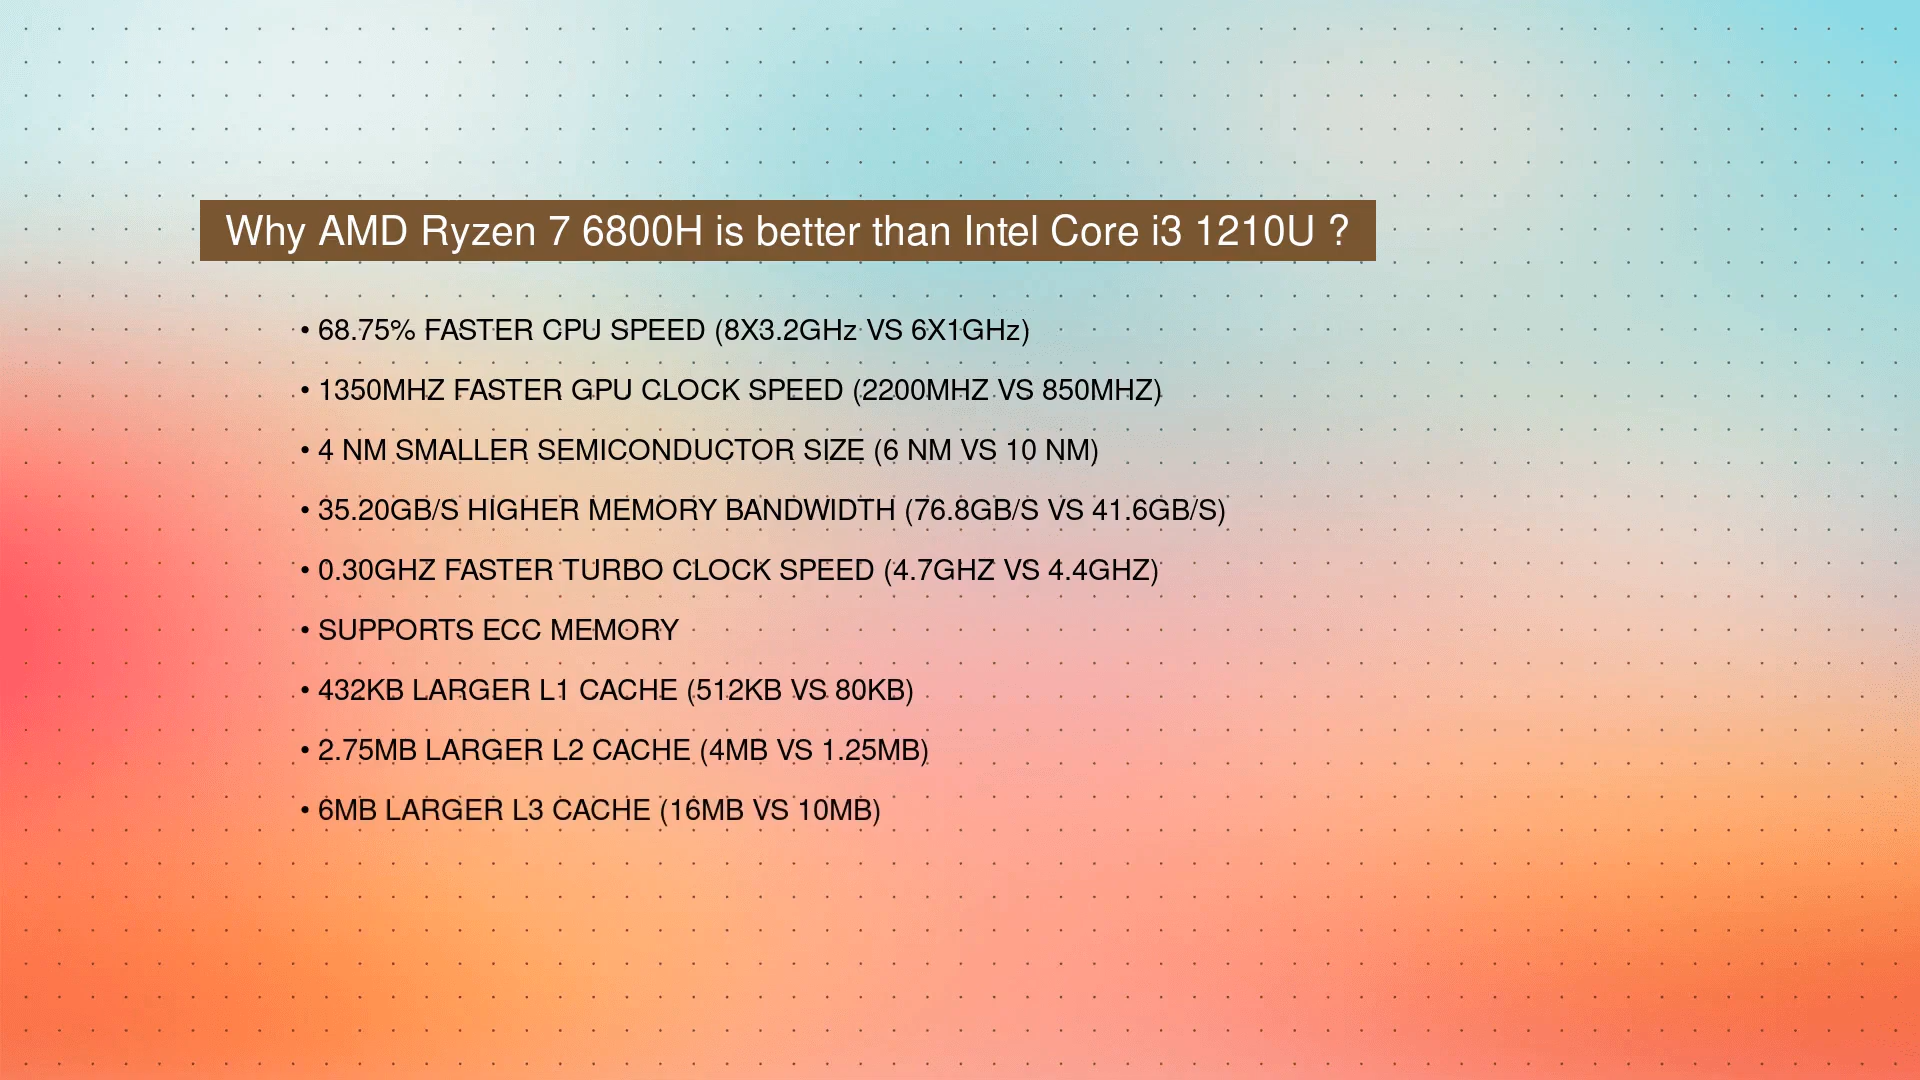 Why AMD Ryzen 7 6800H is better than Intel Core i3 1210U ?
• 68.75% FASTER CPU SPEED (8X3.2GHz VS 6X1GHz)
• 1350MHZ FASTER GPU CLOCK SPEED (2200MHZ VS 850MHZ)
• 4 NM SMALLER SEMICONDUCTOR SIZE (6 NM VS 10 NM)
• 35.20GB/S HIGHER MEMORY BANDWIDTH (76.8GB/S VS 41.6GB/S)
• 0.30GHZ FASTER TURBO CLOCK SPEED (4.7GHZ VS 4.4GHZ)
• SUPPORTS ECC MEMORY
• 432KB LARGER L1 CACHE (512KB VS 80KB)
• 2.75MB LARGER L2 CACHE (4MB VS 1.25MB)
• 6MB LARGER L3 CACHE (16MB VS 10MB)